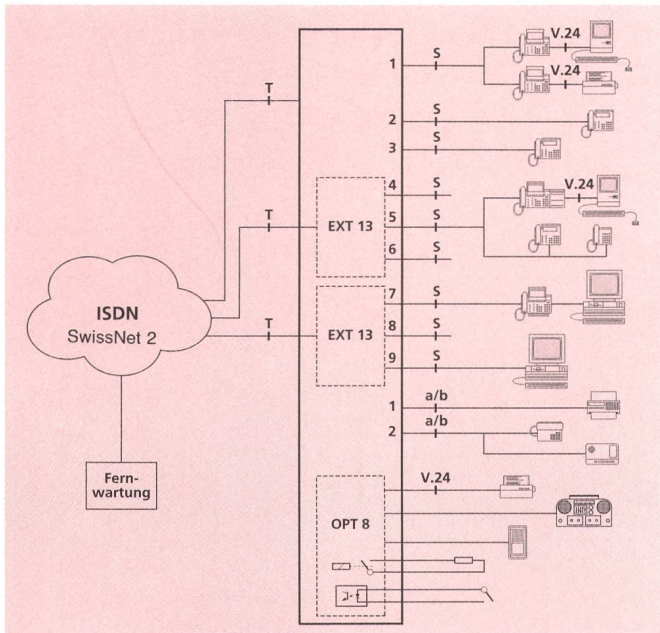 V.24
1 S
T
V.24
2 S
3 S
4 S
V.24
T
EXT 13
5 S
6 S
ISDN
SwissNet 2
7 S
T
EXT 13
8 S
9 S
1 a/b
2 a/b
Fern-
wartung
V.24
OPT 8